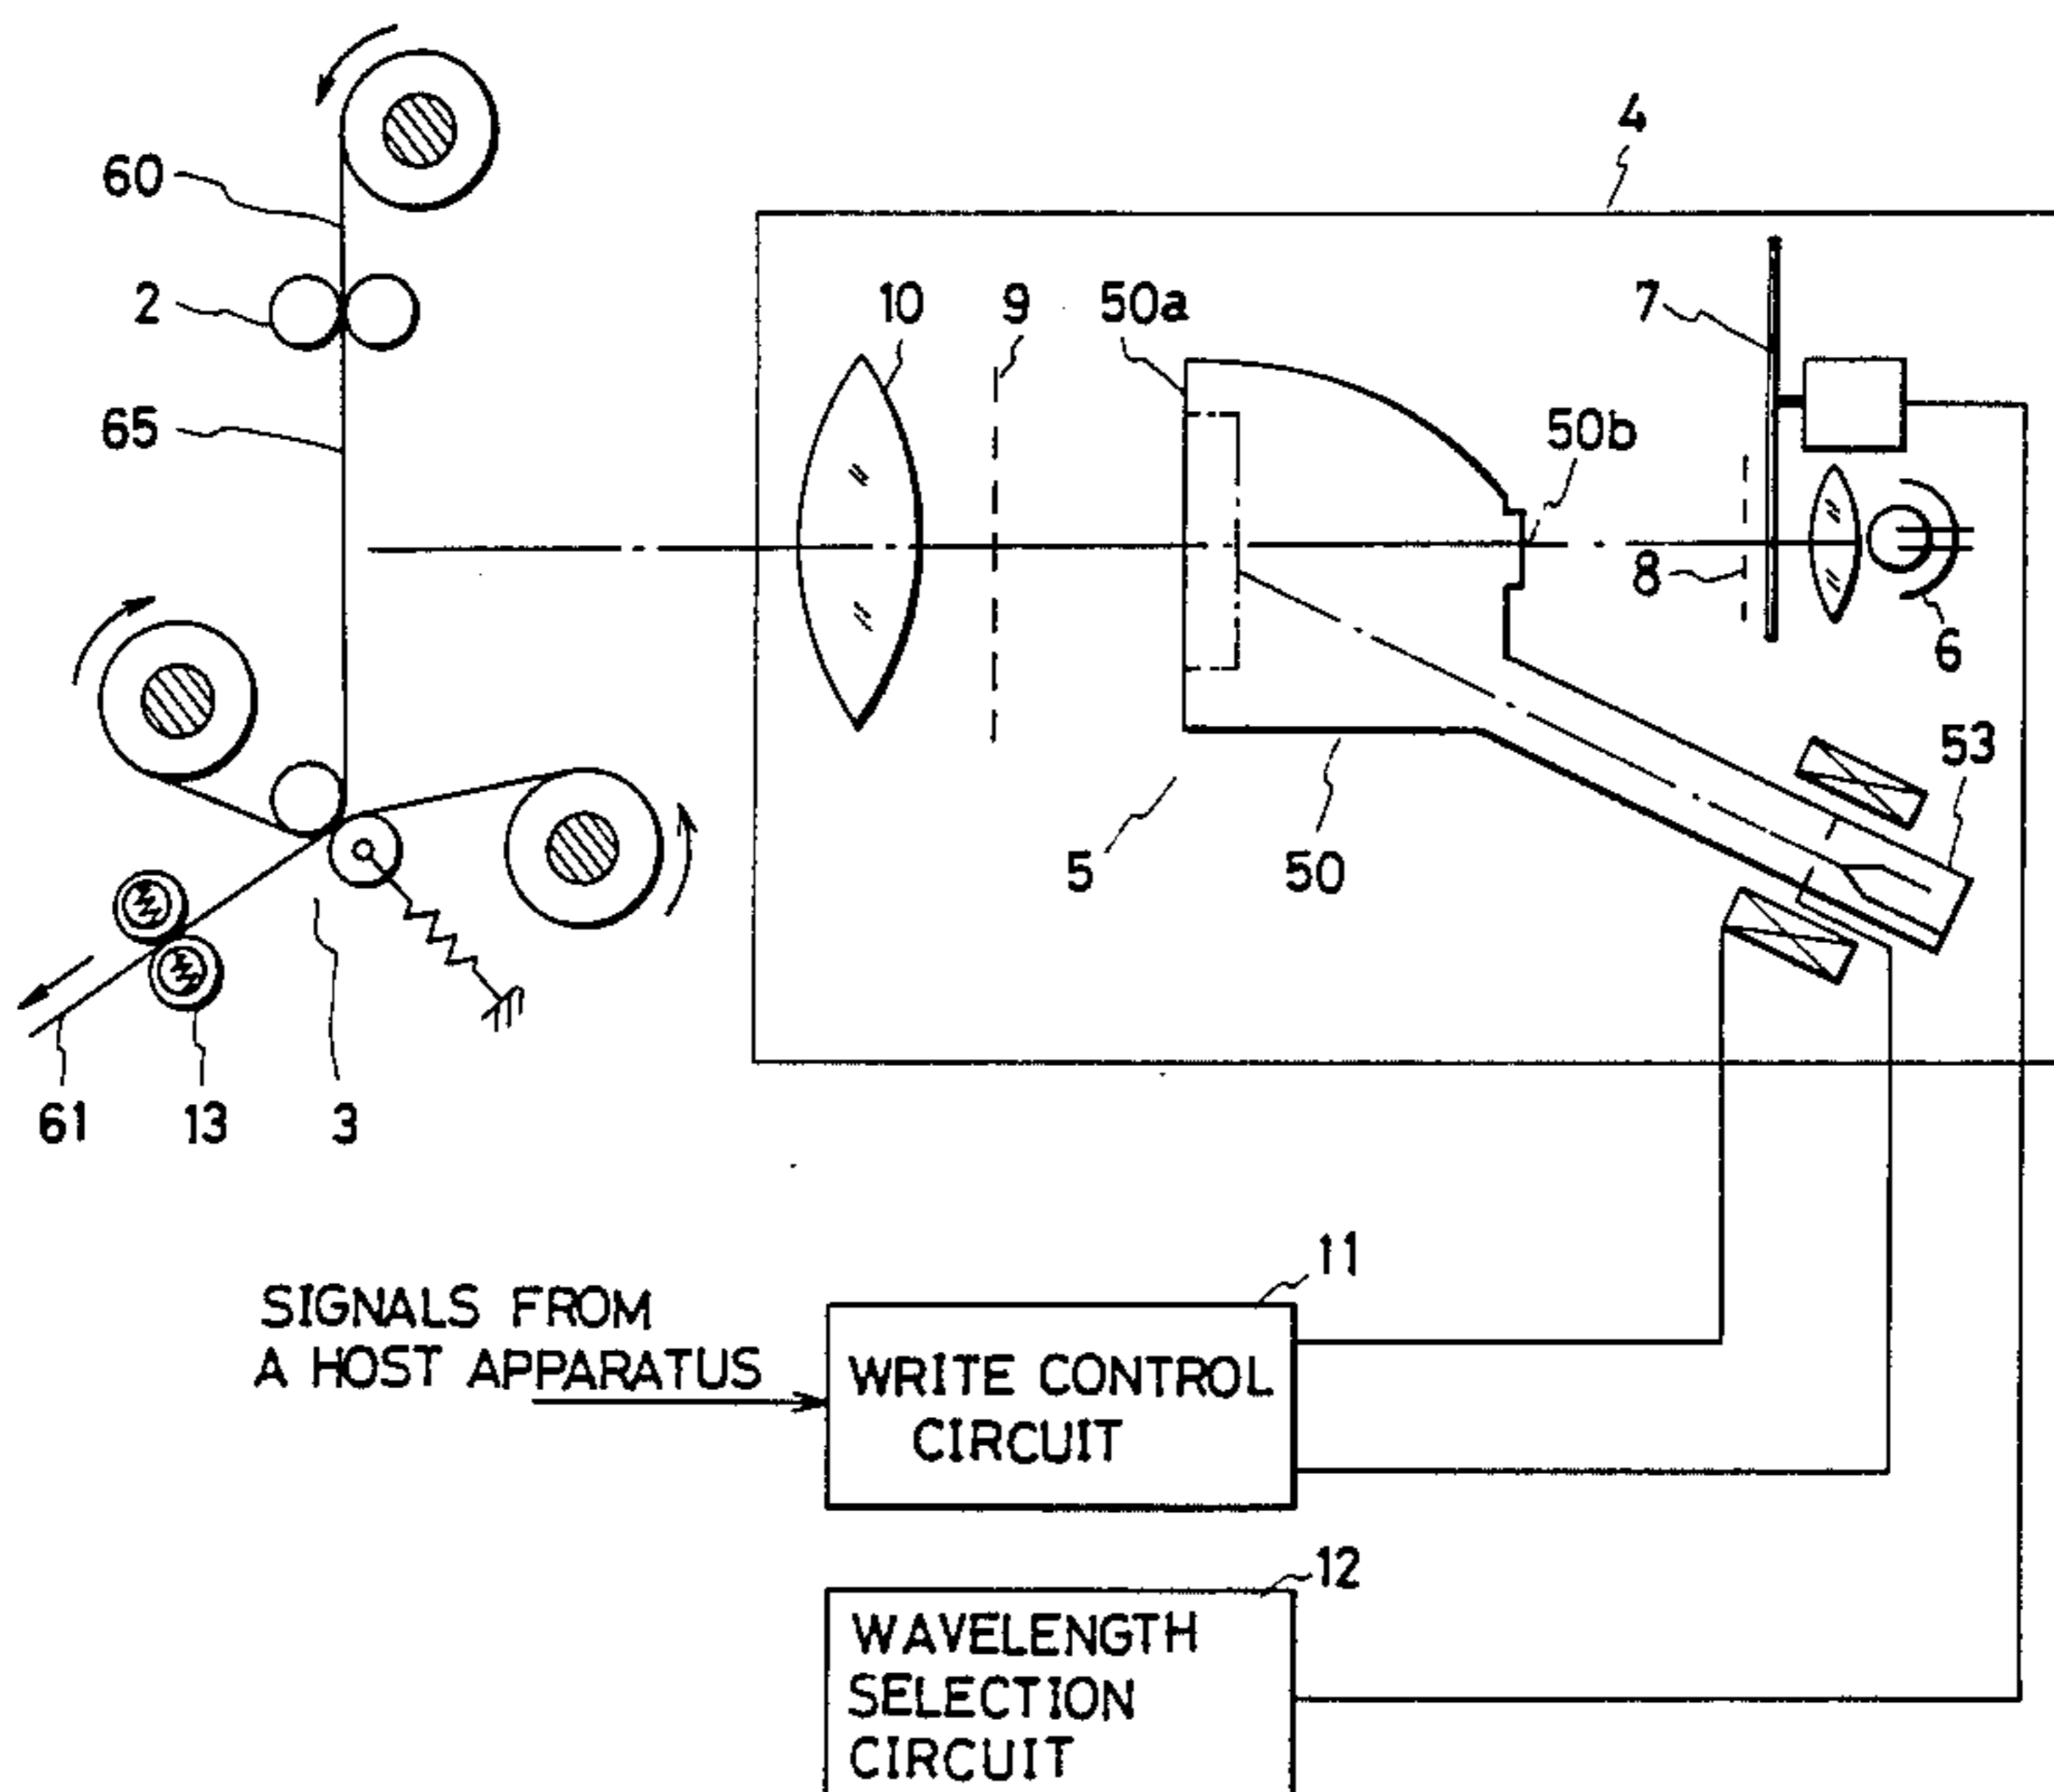 4
60
2
10
9
50a
7
50b
65
8
6
53
5
50
61
13
3
11
SIGNALS FROM
A HOST APPARATUS
WRITE CONTROL
CIRCUIT
12
WAVELENGTH
SELECTION
CIRCUIT